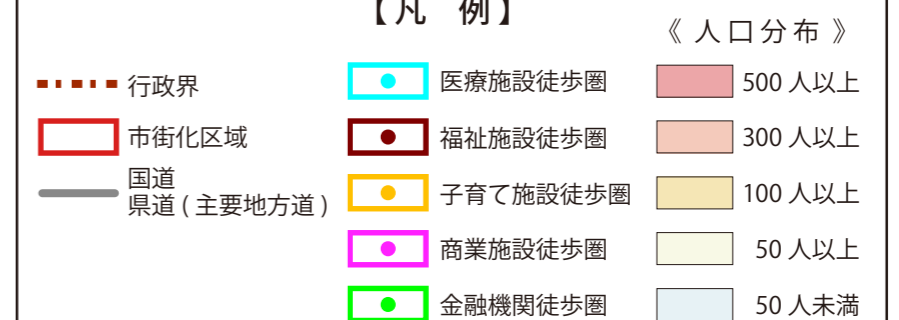 【凡 例】
《 人口分布 》
行政界
市街化区域
国道
県道 ( 主要地方道 )
医療施設徒歩圏
福祉施設徒歩圏
子育て施設徒歩圏
商業施設徒歩圏
金融機関徒歩圏
500 人以上
300 人以上
100 人以上
50 人以上
50 人未満